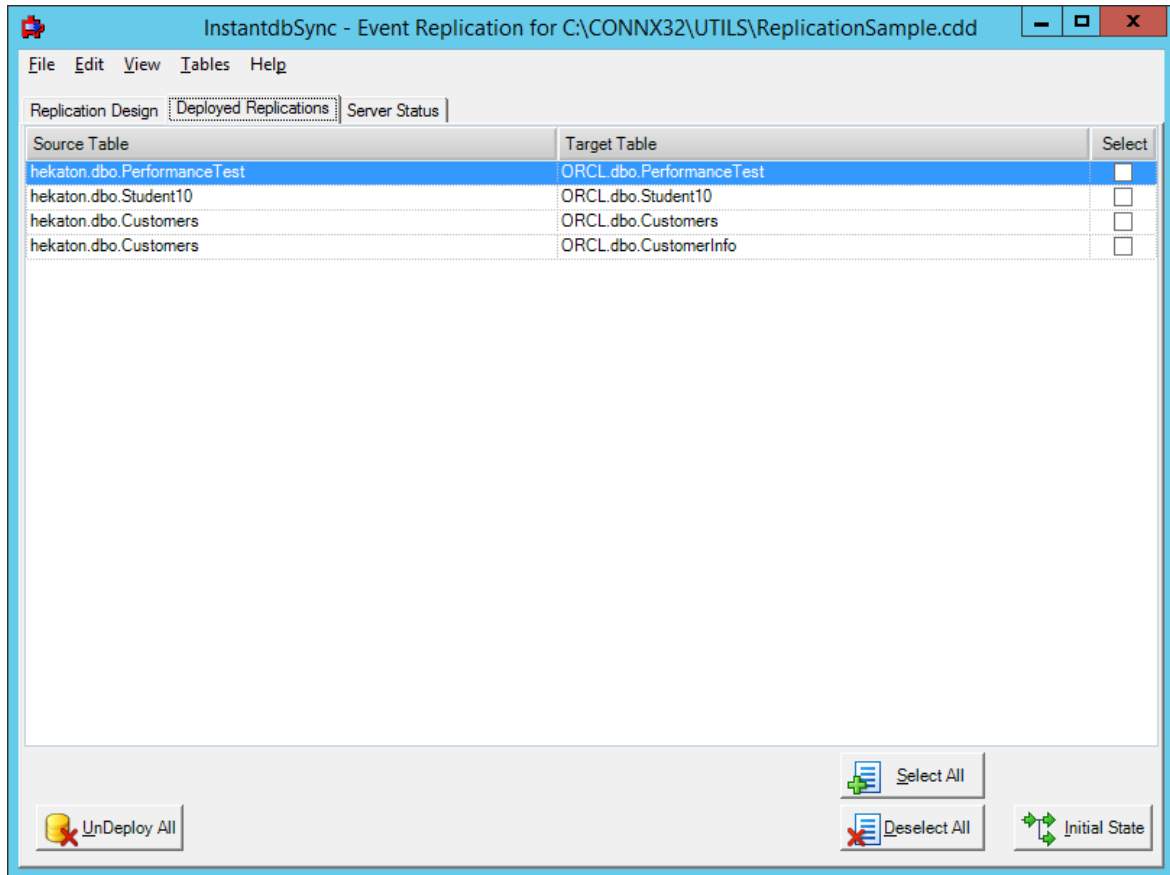 InstantdbSync - Event Replication for C:\CONNX32\UTILS\ReplicationSample.cdd
File Edit View Tables Help
Replication Design Deployed Replications Server Status
Source Table Target Table Select
hekaton.dbo.PerformanceTest ORCL.dbo.PerformanceTest
hekaton.dbo.Student10 ORCL.dbo.Student10
hekaton.dbo.Customers ORCL.dbo.Customers
hekaton.dbo.Customers ORCL.dbo.CustomerInfo
Select All
UnDeploy All Deselect All Initial State